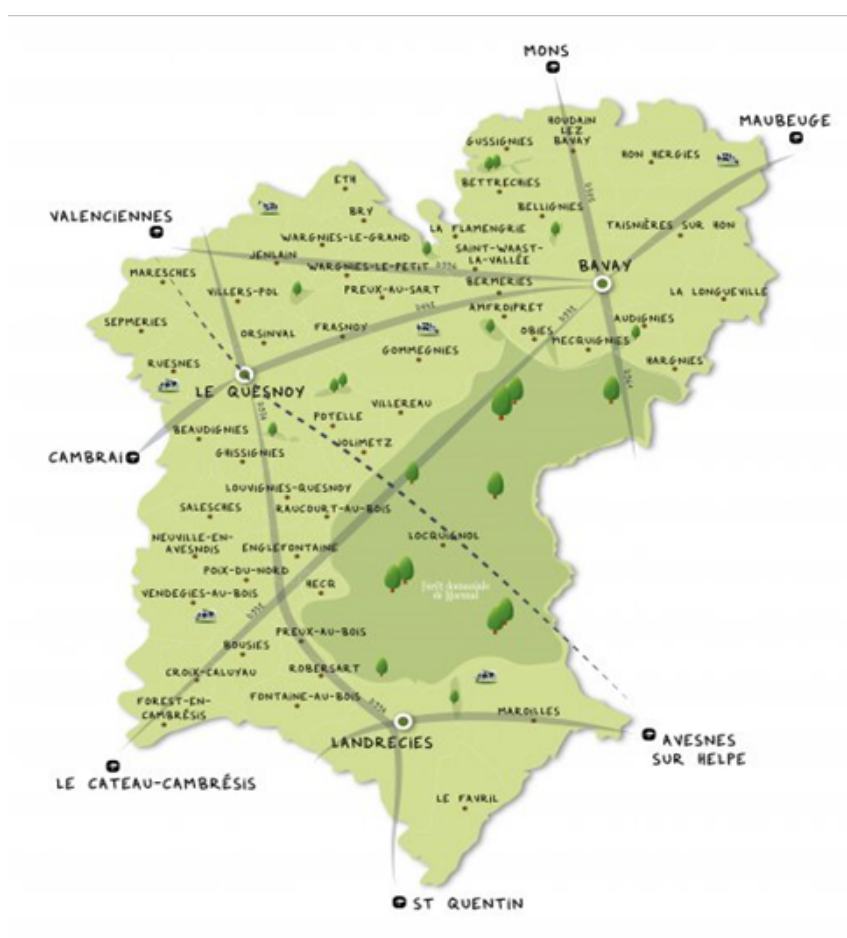 MONS
MAUBEUGE
HOUDAIN
LEZ
BAVAY
GUSSIGNIES
HON HERGIES
ETH
BETTRECHIES
BRY
BELLIGNIES
VALENCIENNES
LA FLAMENGRIE
TAISNIÈRES SUR HON
WARGNIES-LE-GRAND
SAINT-WAAST-
LA-VALLÉE
JENLAIN
WARGNIES-LE-PETIT
BAVAY
MARESCHES
BERMERIES
VILLERS-POL
PREUX-AU-SART
LA LONGUEVILLE
AMFROIPRET
SEPMERIES
AUDIGNIES
ORSINVAL
FRASNOY
OBIES
MECQUIGNIES
GOMMEGNIES
RUESNES
HARGNIES
LE QUESNOY
VILLEREAU
POTELLE
BEAUDIGNIES
JOLIMETZ
GHISSIGNIES
CAMBRAI
LOUVIGNIES-QUESNOY
SALESCHES
RAUCOURT-AU-BOIS
NEUVILLE-EN-
AVESNOIS
LOCQUIGNOL
ENGLEFONTAINE
POIX-DU-NORD
HECQ
Forêt domaniale
de Mormal
VENDEGIES-AU-BOIS
PREUX-AU-BOIS
BOUSIES
ROBERSART
CROIX-CALUYAU
FONTAINE-AU-BOIS
FOREST-EN-
CAMBRÉSIS
MAROILLES
LANDRECIES
AVESNES
SUR HELPE
LE CATEAU-CAMBRÉSIS
LE FAVRIL
ST QUENTIN